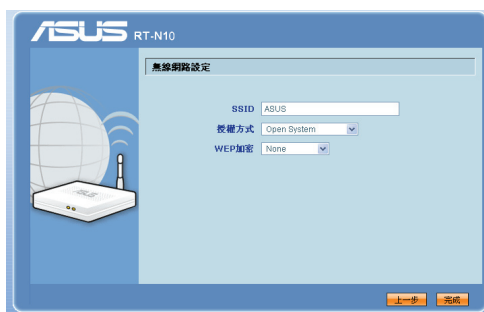 ASUS RT-N10
無線網路設定
SSID ASUS
授權方式 Open System
WEP加密 None
ASUS
上一步 完成